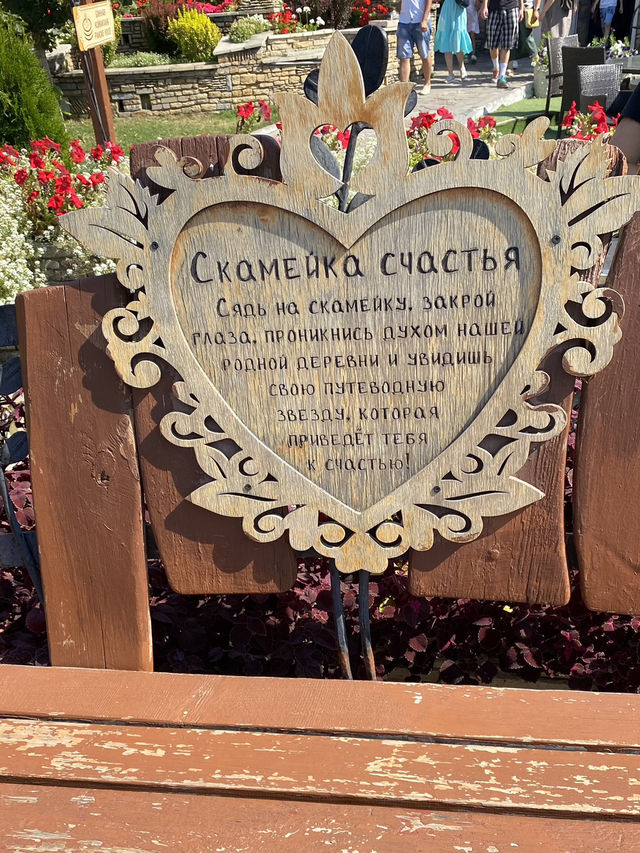 Скамейка счастья
Сядь на скамейку, закрой
глаза, проникнись духом нашей
родной деревни и увидишь
свою путеводную
звезду, которая
приведёт тебя
к счастью!